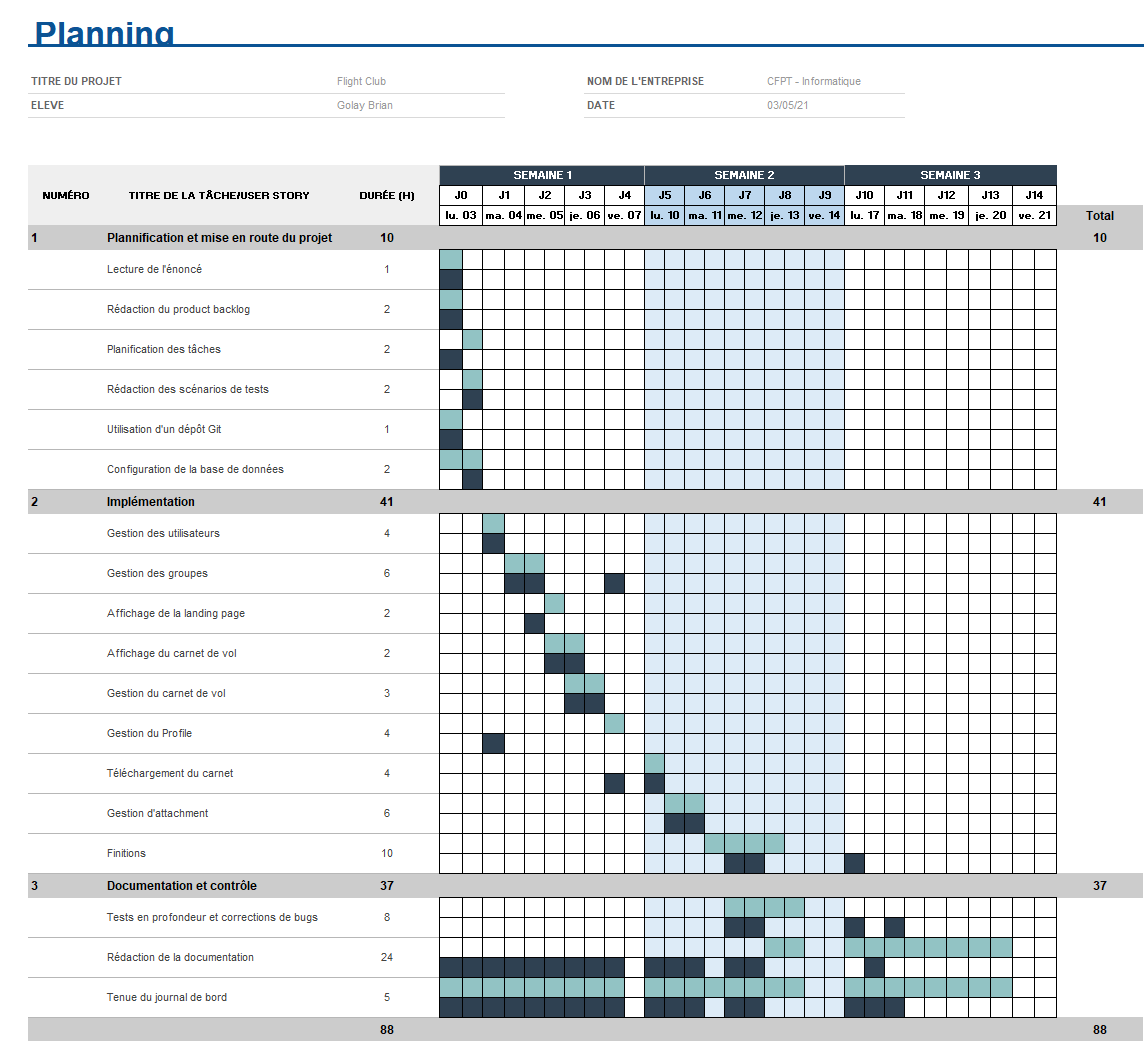 Planning
TITRE DU PROJET Flight Club NOM DE L'ENTREPRISE CFPT - Informatique
ELEVE Golay Brian DATE 03/05/21
SEMAINE 1 SEMAINE 2 SEMAINE 3
NUMÉRO TITRE DE LA TÂCHE/USER STORY DURÉE (H) J0 J1 J2 J3 J4 J5 J6 J7 J8 J9 J10 J11 J12 J13 J14
lu. 03 ma. 04 me. 05 je. 06 ve. 07 lu. 10 ma. 11 me. 12 je. 13 ve. 14 lu. 17 ma. 18 me. 19 je. 20 ve. 21 Total
1 Plannification et mise en route du projet 10 10
Lecture de l'énoncé 1
Rédaction du product backlog 2
Planification des tâches 2
Rédaction des scénarios de tests 2
Utilisation d'un dépôt Git 1
Configuration de la base de données 2
2 Implémentation 41 41
Gestion des utilisateurs 4
Gestion des groupes 6
Affichage de la landing page 2
Affichage du carnet de vol 2
Gestion du carnet de vol 3
Gestion du Profile 4
Téléchargement du carnet 4
Gestion d'attachment 6
Finitions 10
3 Documentation et contrôle 37 37
Tests en profondeur et corrections de bugs 8
Rédaction de la documentation 24
Tenue du journal de bord 5
88 88